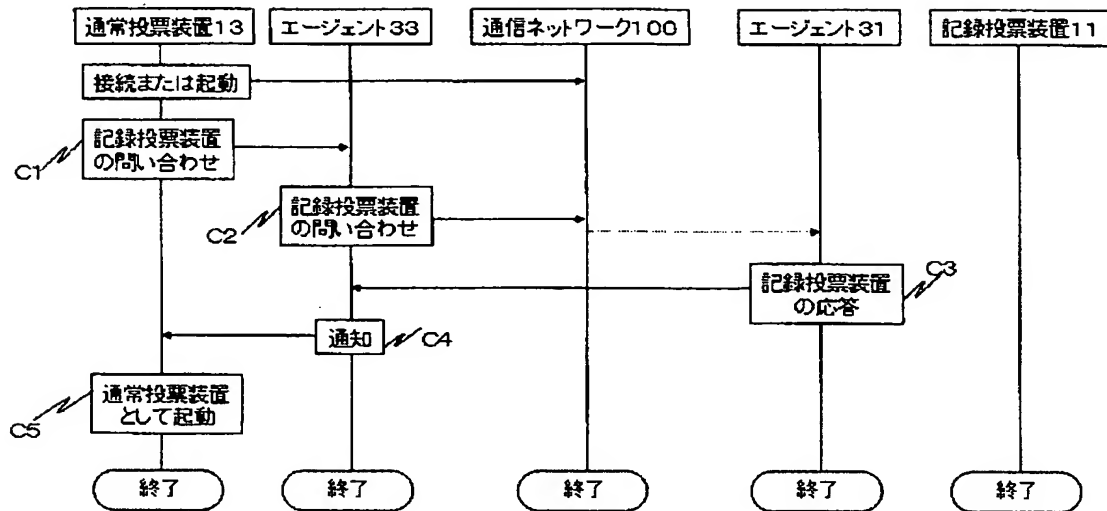 通常投票装置13
エージェント33
通信ネットワーク100
エージェント31
記録投票装置11
接続または起動
記録投票装置
の問い合わせ
C1
記録投票装置
の問い合わせ
C2
記録投票装置
の応答
C3
通知
C4
通常投票装置
として起動
C5
終了
終了
終了
終了
終了